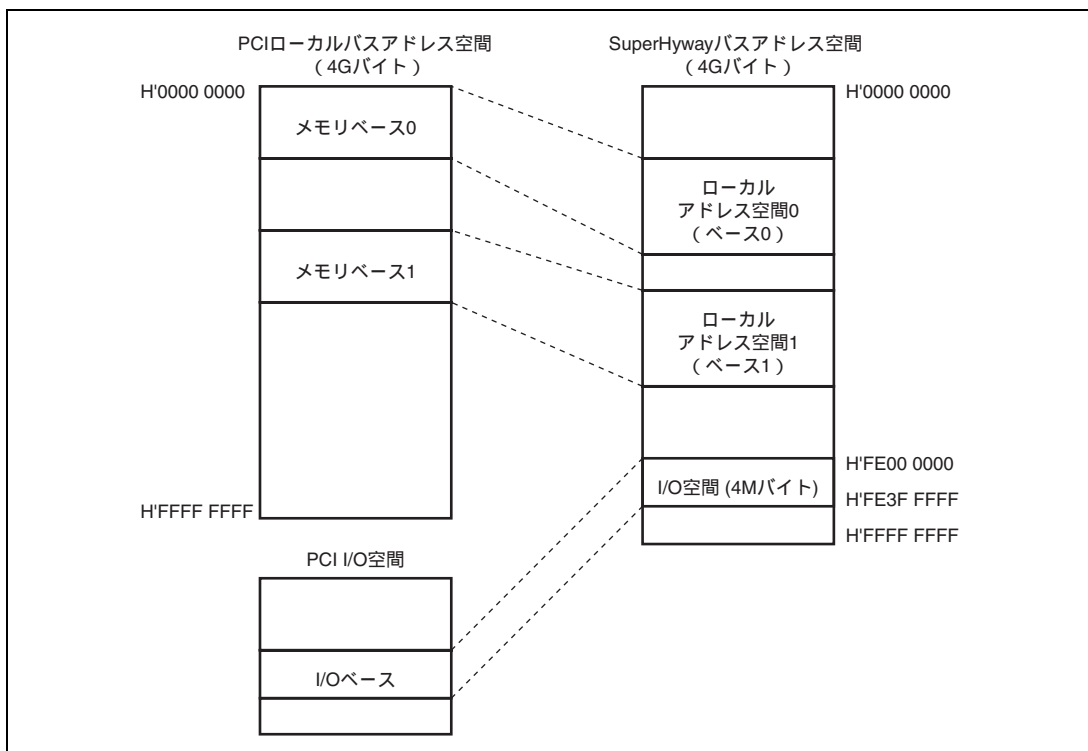 PCIローカルバスアドレス空間
（4Gバイト）
H'0000 0000
メモリベース0
メモリベース1
H'FFFF FFFF
PCI I/O空間
I/Oベース
SuperHywayバスアドレス空間
（4Gバイト）
H'0000 0000
ローカル
アドレス空間0
（ベース0）
ローカル
アドレス空間1
（ベース1）
H'FE00 0000
I/O空間 (4Mバイト)
H'FE3F FFFF
H'FFFF FFFF